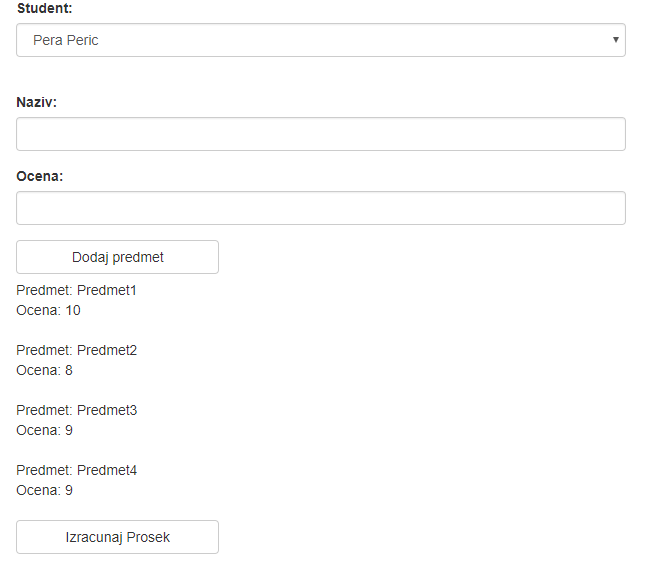 Student:
Pera Peric
Naziv:
Ocena:
Dodaj predmet
Predmet: Predmet1
Ocena: 10
Predmet: Predmet2
Ocena: 8
Predmet: Predmet3
Ocena: 9
Predmet: Predmet4
Ocena: 9
Izracunaj Prosek